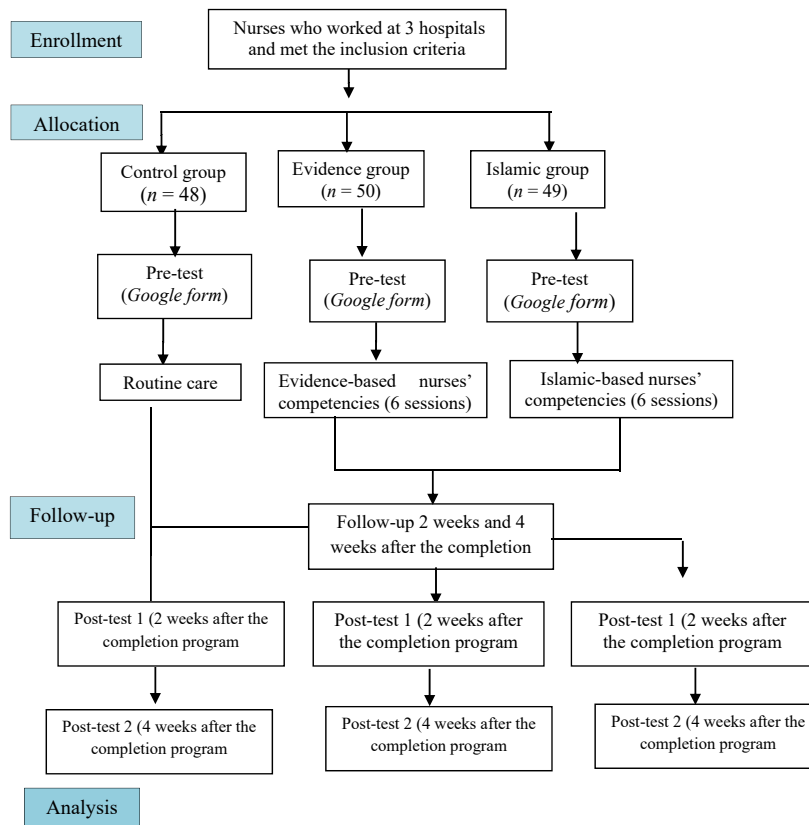 Enrollment
Nurses who worked at 3 hospitals
and met the inclusion criteria
Allocation
Control group
(n = 48)
Evidence group
(n = 50)
Islamic group
(n = 49)
Pre-test
(Google form)
Pre-test
(Google form)
Pre-test
(Google form)
Routine care
Evidence-based nurses’
competencies (6 sessions)
Islamic-based nurses’
competencies (6 sessions)
Follow-up
Follow-up 2 weeks and 4
weeks after the completion
Post-test 1 (2 weeks after the
completion program
Post-test 1 (2 weeks after
the completion program
Post-test 1 (2 weeks after
the completion program
Post-test 2 (4 weeks after the
completion program
Post-test 2 (4 weeks after the
completion program
Post-test 2 (4 weeks after the
completion program
Analysis